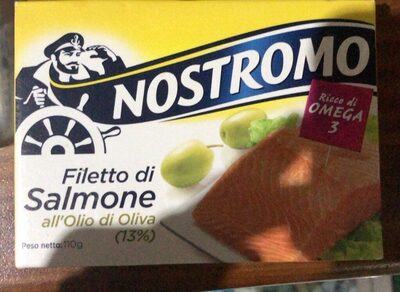 NOSTROMO
Ricco di
OMEGA
3
Filetto di
Salmone
all'Olio di Oliva
(13%)
Peso netto: 110g